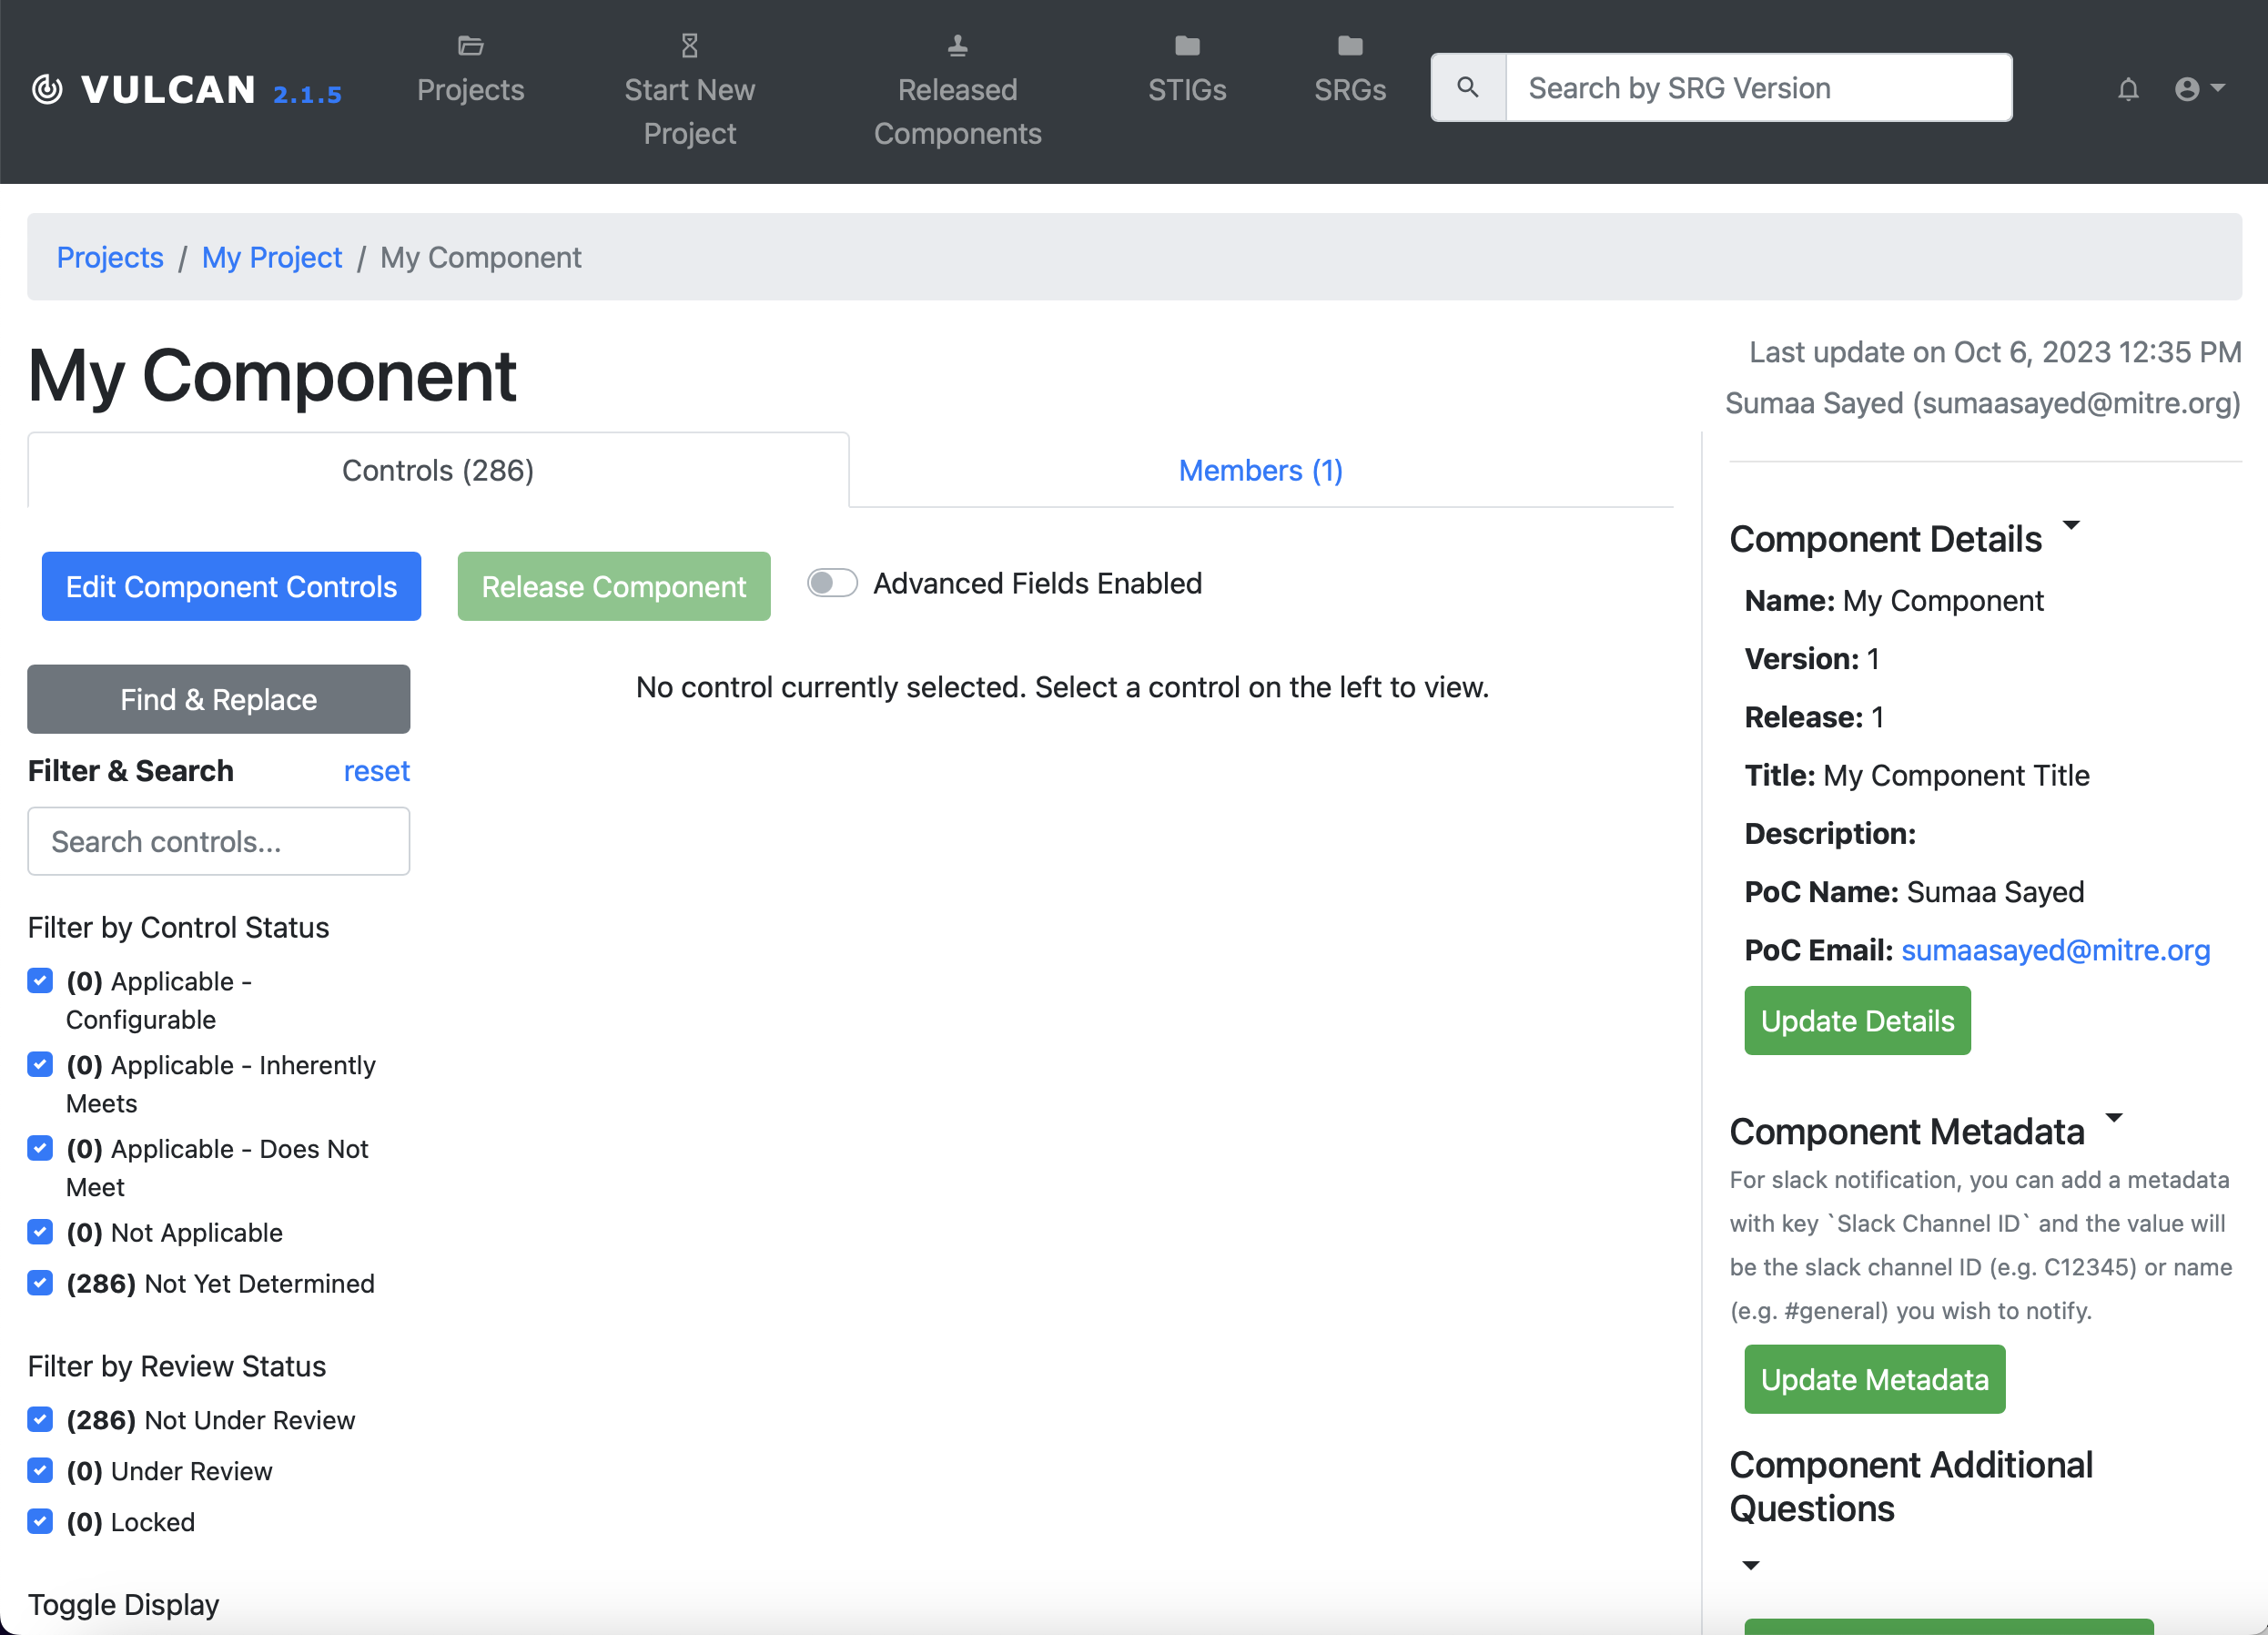 VULCAN 2.1.5
Projects
Start New
Project
Released
Components
STIGs
SRGs
Search by SRG Version
Projects / My Project / My Component
My Component
Last update on Oct 6, 2023 12:35 PM
Sumaa Sayed (sumaasayed@mitre.org)
Controls (286)
Members (1)
Edit Component Controls
Release Component
Advanced Fields Enabled
Find & Replace
No control currently selected. Select a control on the left to view.
Filter & Search
reset
Search controls...
Filter by Control Status
(0) Applicable -
Configurable
(0) Applicable - Inherently
Meets
(0) Applicable - Does Not
Meet
(0) Not Applicable
(286) Not Yet Determined
Filter by Review Status
(286) Not Under Review
(0) Under Review
(0) Locked
Toggle Display
Component Details
Name: My Component
Version: 1
Release: 1
Title: My Component Title
Description:
PoC Name: Sumaa Sayed
PoC Email: sumaasayed@mitre.org
Update Details
Component Metadata
For slack notification, you can add a metadata
with key `Slack Channel ID` and the value will
be the slack channel ID (e.g. C12345) or name
(e.g. #general) you wish to notify.
Update Metadata
Component Additional
Questions